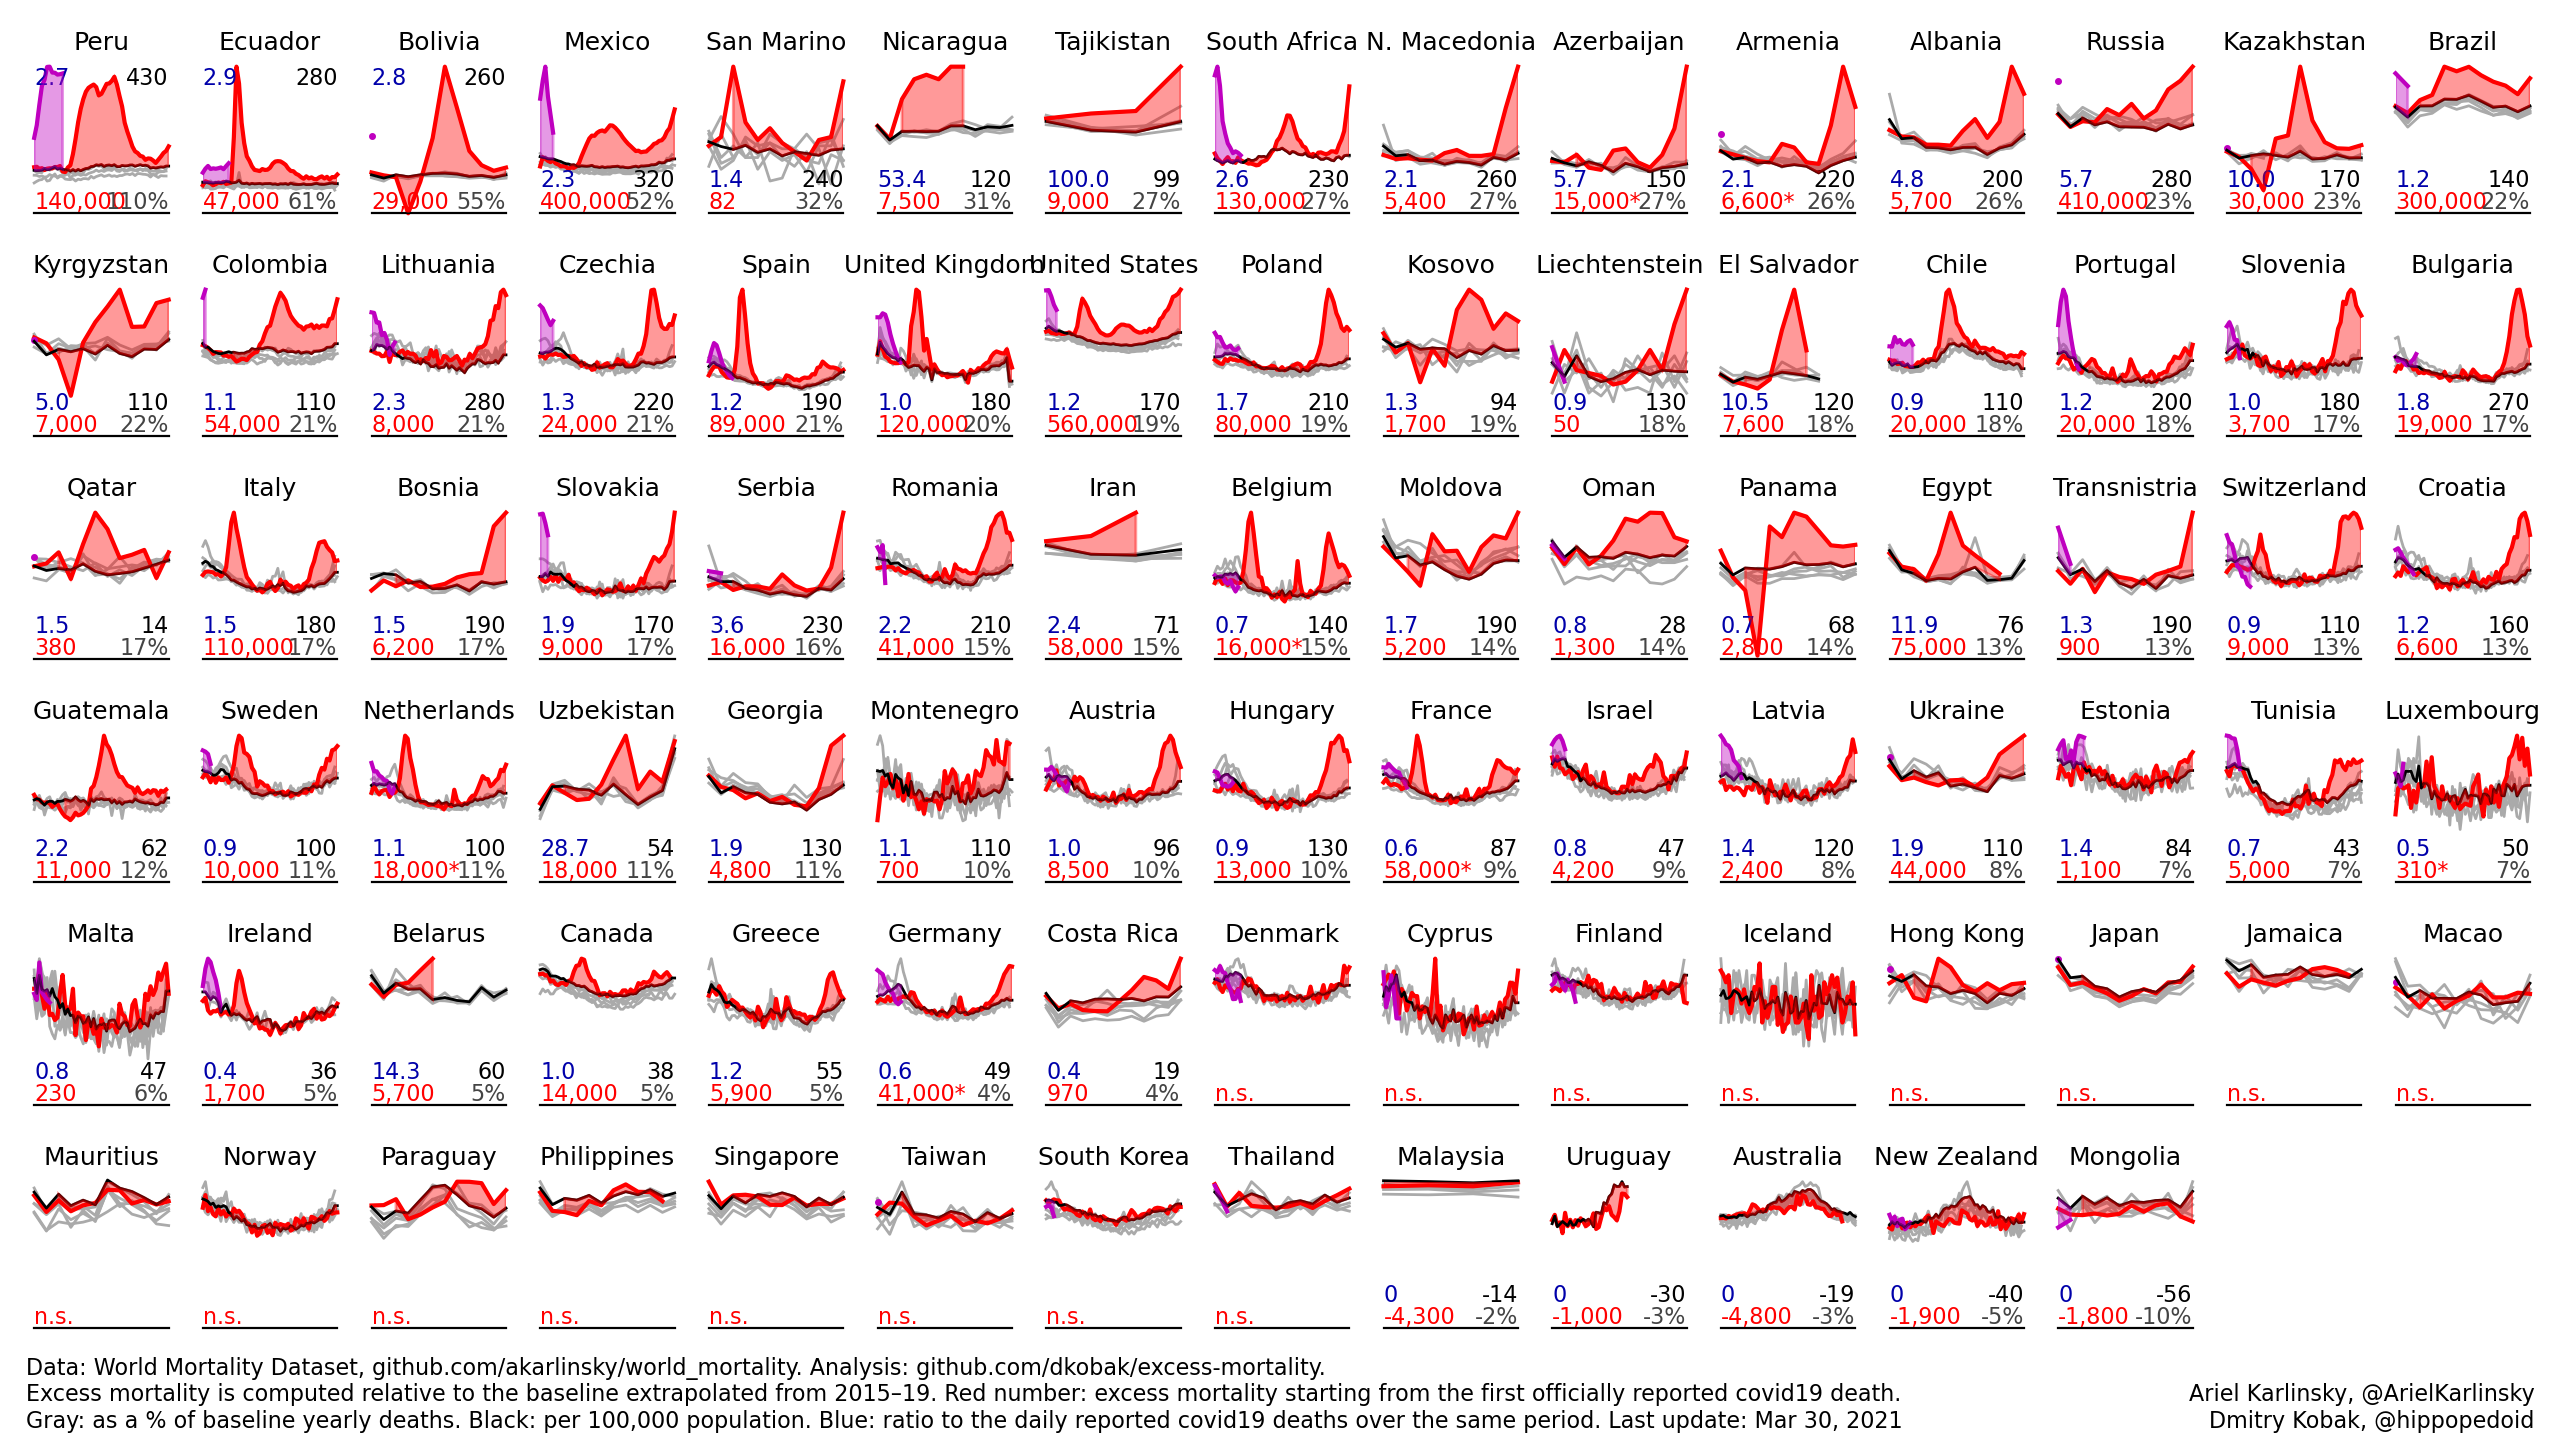 Peru Ecuador Bolivia Mexico San Marino Nicaragua Tajikistan South Africa N. Macedonia Azerbaijan Armenia Albania Russia Kazakhstan Brazil
2.7 430 2.9 280 2.8 260
2.3 320 1.4 240 53.4 120 100.0 99 2.6 230 2.1 260 5.7 150 2.1 220 4.8 200 5.7 280 10.0 170 1.2 140
140,000 110% 47,000 61% 29,000 55% 400,000 52% 82 32% 7,500 31% 9,000 27% 130,000 27% 5,400 27% 15,000* 27% 6,600* 26% 5,700 26% 410,000 23% 30,000 23% 300,000 22%
Kyrgyzstan Colombia Lithuania Czechia Spain United Kingdom United States Poland Kosovo Liechtenstein El Salvador Chile Portugal Slovenia Bulgaria
5.0 110 1.1 110 2.3 280 1.3 220 1.2 190 1.0 180 1.2 170 1.7 210 1.3 94 0.9 130 10.5 120 0.9 110 1.2 200 1.0 180 1.8 270
7,000 22% 54,000 21% 8,000 21% 24,000 21% 89,000 21% 120,000 20% 560,000 19% 80,000 19% 1,700 19% 50 18% 7,600 18% 20,000 18% 20,000 18% 3,700 17% 19,000 17%
Qatar Italy Bosnia Slovakia Serbia Romania Iran Belgium Moldova Oman Panama Egypt Transnistria Switzerland Croatia
1.5 14 1.5 180 1.5 190 1.9 170 3.6 230 2.2 210 2.4 71 0.7 140 1.7 190 0.8 28 0.7 68 11.9 76 1.3 190 0.9 110 1.2 160
380 17% 110,000 17% 6,200 17% 9,000 17% 16,000 16% 41,000 15% 58,000 15% 16,000* 15% 5,200 14% 1,300 14% 2,800 14% 75,000 13% 900 13% 9,000 13% 6,600 13%
Guatemala Sweden Netherlands Uzbekistan Georgia Montenegro Austria Hungary France Israel Latvia Ukraine Estonia Tunisia Luxembourg
2.2 62 0.9 100 1.1 100 28.7 54 1.9 130 1.1 110 1.0 96 0.9 130 0.6 87 0.8 47 1.4 120 1.9 110 1.4 84 0.7 43 0.5 50
11,000 12% 10,000 11% 18,000* 11% 18,000 11% 4,800 11% 700 10% 8,500 10% 13,000 10% 58,000* 9% 4,200 9% 2,400 8% 44,000 8% 1,100 7% 5,000 7% 310* 7%
Malta Ireland Belarus Canada Greece Germany Costa Rica Denmark Cyprus Finland Iceland Hong Kong Japan Jamaica Macao
0.8 47 0.4 36 14.3 60 1.0 38 1.2 55 0.6 49 0.4 19
230 6% 1,700 5% 5,700 5% 14,000 5% 5,900 5% 41,000* 4% 970 4% n.s. n.s. n.s. n.s. n.s. n.s. n.s. n.s.
Mauritius Norway Paraguay Philippines Singapore Taiwan South Korea Thailand Malaysia Uruguay Australia New Zealand Mongolia
0 -14 0 -30 0 -19 0 -40 0 -56
n.s. n.s. n.s. n.s. n.s. n.s. n.s. n.s. -4,300 -2% -1,000 -3% -4,800 -3% -1,900 -5% -1,800 -10%
Data: World Mortality Dataset, github.com/akarlinsky/world_mortality. Analysis: github.com/dkobak/excess-mortality.
Excess mortality is computed relative to the baseline extrapolated from 2015–19. Red number: excess mortality starting from the first officially reported covid19 death.
Gray: as a % of baseline yearly deaths. Black: per 100,000 population. Blue: ratio to the daily reported covid19 deaths over the same period. Last update: Mar 30, 2021
Ariel Karlinsky, @ArielKarlinsky
Dmitry Kobak, @hippopedoid